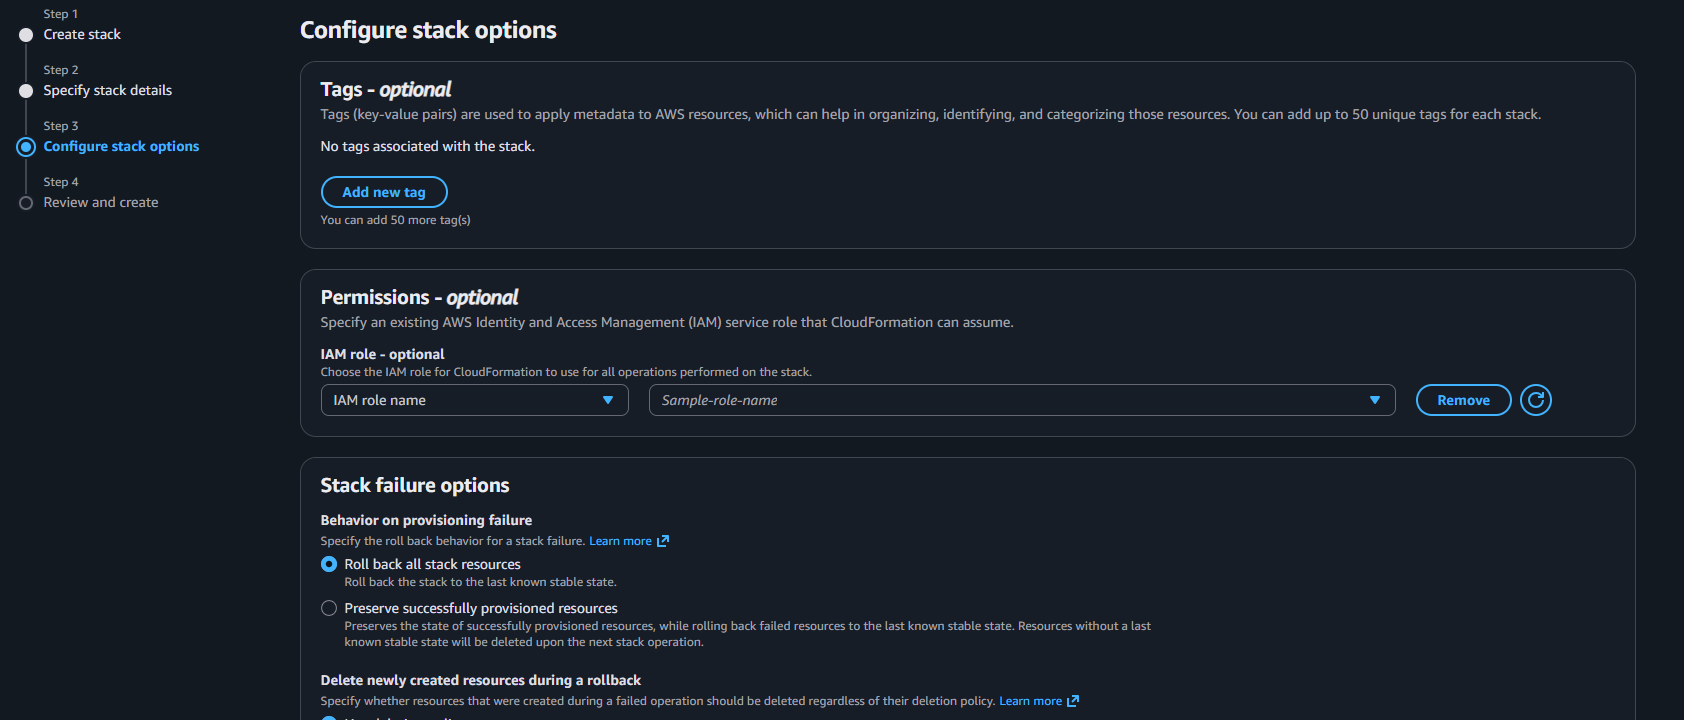 Step 1
Create stack
Step 2
Specify stack details
Step 3
Configure stack options
Step 4
Review and create
Configure stack options
Tags - optional
Tags (key-value pairs) are used to apply metadata to AWS resources, which can help in organizing, identifying, and categorizing those resources. You can add up to 50 unique tags for each stack.
No tags associated with the stack.
Add new tag
You can add 50 more tag(s)
Permissions - optional
Specify an existing AWS Identity and Access Management (IAM) service role that CloudFormation can assume.
IAM role - optional
Choose the IAM role for CloudFormation to use for all operations performed on the stack.
IAM role name
Sample-role-name
Remove
Stack failure options
Behavior on provisioning failure
Specify the roll back behavior for a stack failure. Learn more
Roll back all stack resources
Roll back the stack to the last known stable state.
Preserve successfully provisioned resources
Preserves the state of successfully provisioned resources, while rolling back failed resources to the last known stable state. Resources without a last
known stable state will be deleted upon the next stack operation.
Delete newly created resources during a rollback
Specify whether resources that were created during a failed operation should be deleted regardless of their deletion policy. Learn more